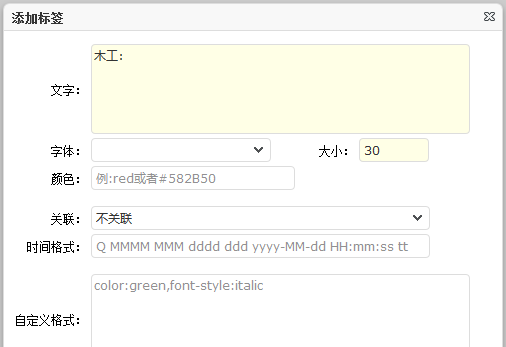 添加标签
文字： 木工：
字体： 大小： 30
颜色： 例:red或者#582B50
关联： 不关联
时间格式： Q MMMM MMM dddd ddd yyyy-MM-dd HH:mm:ss tt
自定义格式： color:green,font-style:italic